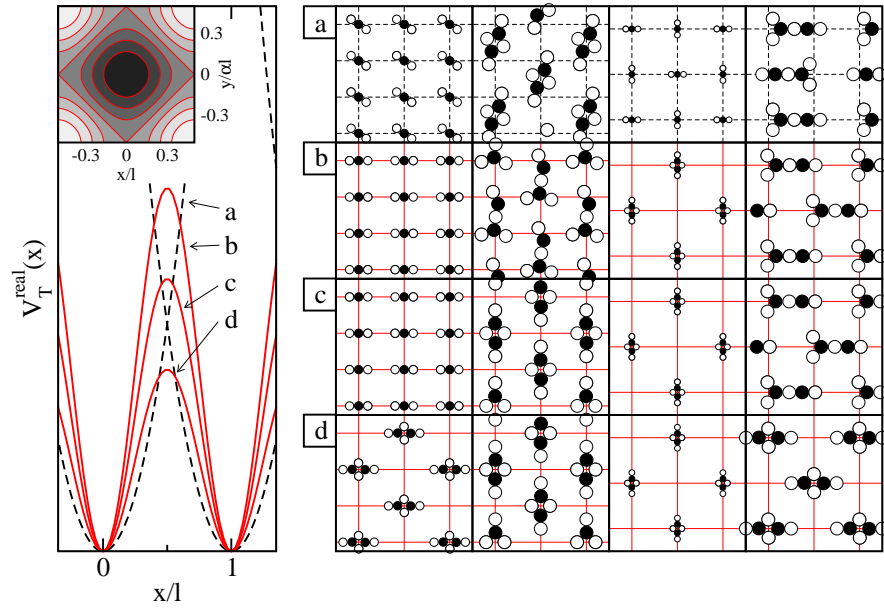 0.3
0
-0.3
y/αl
-0.3 0 0.3
x/l
V_T^real(x)
a
b
c
d
0 1
x/l
a
b
c
d